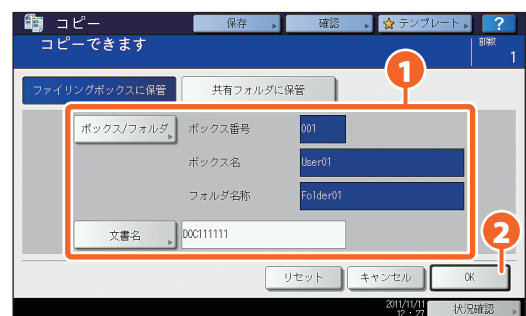 コピー 保存 確認 テンプレート ?
コピーできます 部数 1
1
ファイリングボックスに保管 共有フォルダに保管
ボックス/フォルダ ボックス番号 001
ボックス名 User01
フォルダ名称 Folder01
文書名 DOC111111
2
リセット キャンセル OK
2011/11/11
12:27 状況確認